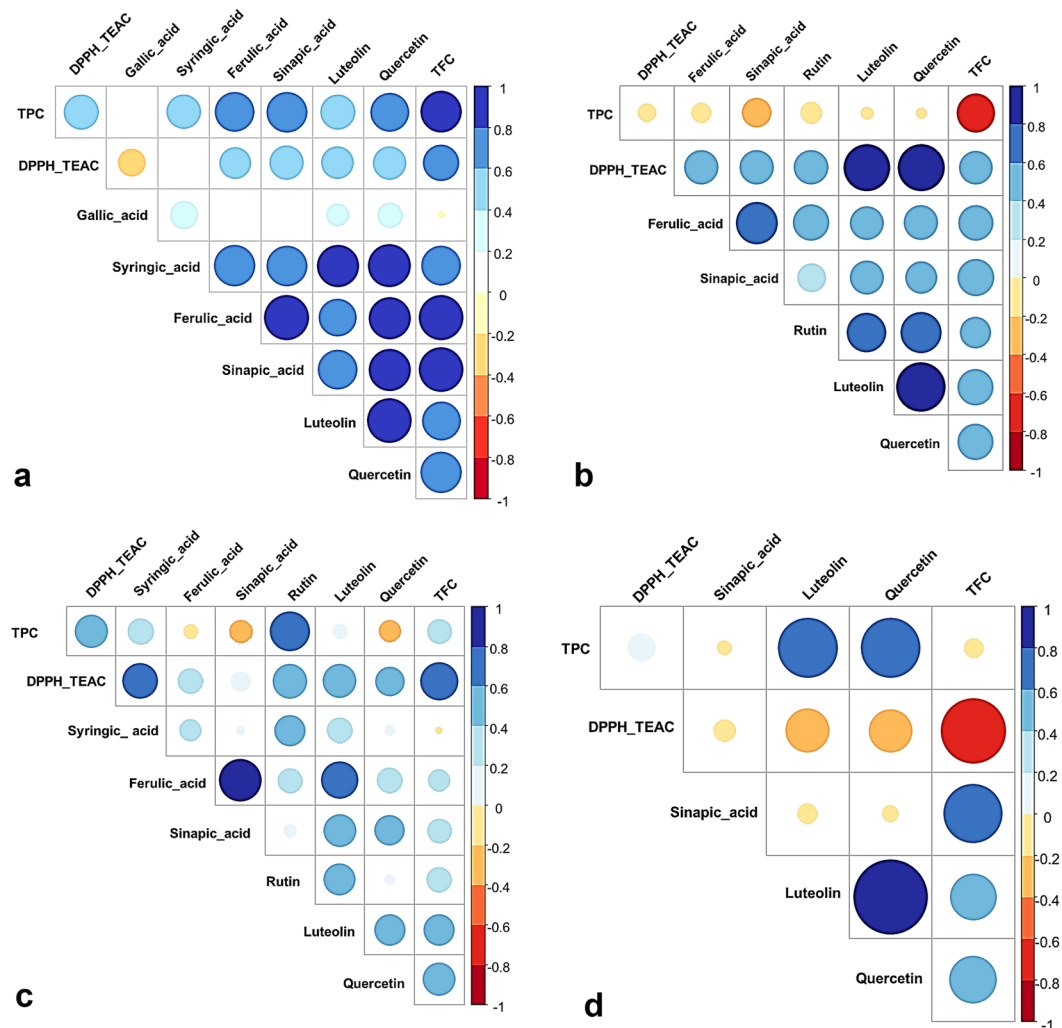 DPPH_TEAC
Gallic_acid
Syringic_acid
Ferulic_acid
Sinapic_acid
Luteolin
Quercetin
TFC
TPC
DPPH_TEAC
Gallic_acid
Syringic_acid
Ferulic_acid
Sinapic_acid
Luteolin
Quercetin
1
0.8
0.6
0.4
0.2
0
-0.2
-0.4
-0.6
-0.8
-1
a
DPPH_TEAC
Ferulic_acid
Sinapic_acid
Rutin
Luteolin
Quercetin
TFC
TPC
DPPH_TEAC
Ferulic_acid
Sinapic_acid
Rutin
Luteolin
Quercetin
1
0.8
0.6
0.4
0.2
0
-0.2
-0.4
-0.6
-0.8
-1
b
DPPH_TEAC
Syringic_acid
Ferulic_acid
Sinapic_acid
Rutin
Luteolin
Quercetin
TFC
TPC
DPPH_TEAC
Syringic_ acid
Ferulic_acid
Sinapic_acid
Rutin
Luteolin
Quercetin
1
0.8
0.6
0.4
0.2
0
-0.2
-0.4
-0.6
-0.8
-1
c
DPPH_TEAC
Sinapic_acid
Luteolin
Quercetin
TFC
TPC
DPPH_TEAC
Sinapic_acid
Luteolin
Quercetin
1
0.8
0.6
0.4
0.2
0
-0.2
-0.4
-0.6
-0.8
-1
d